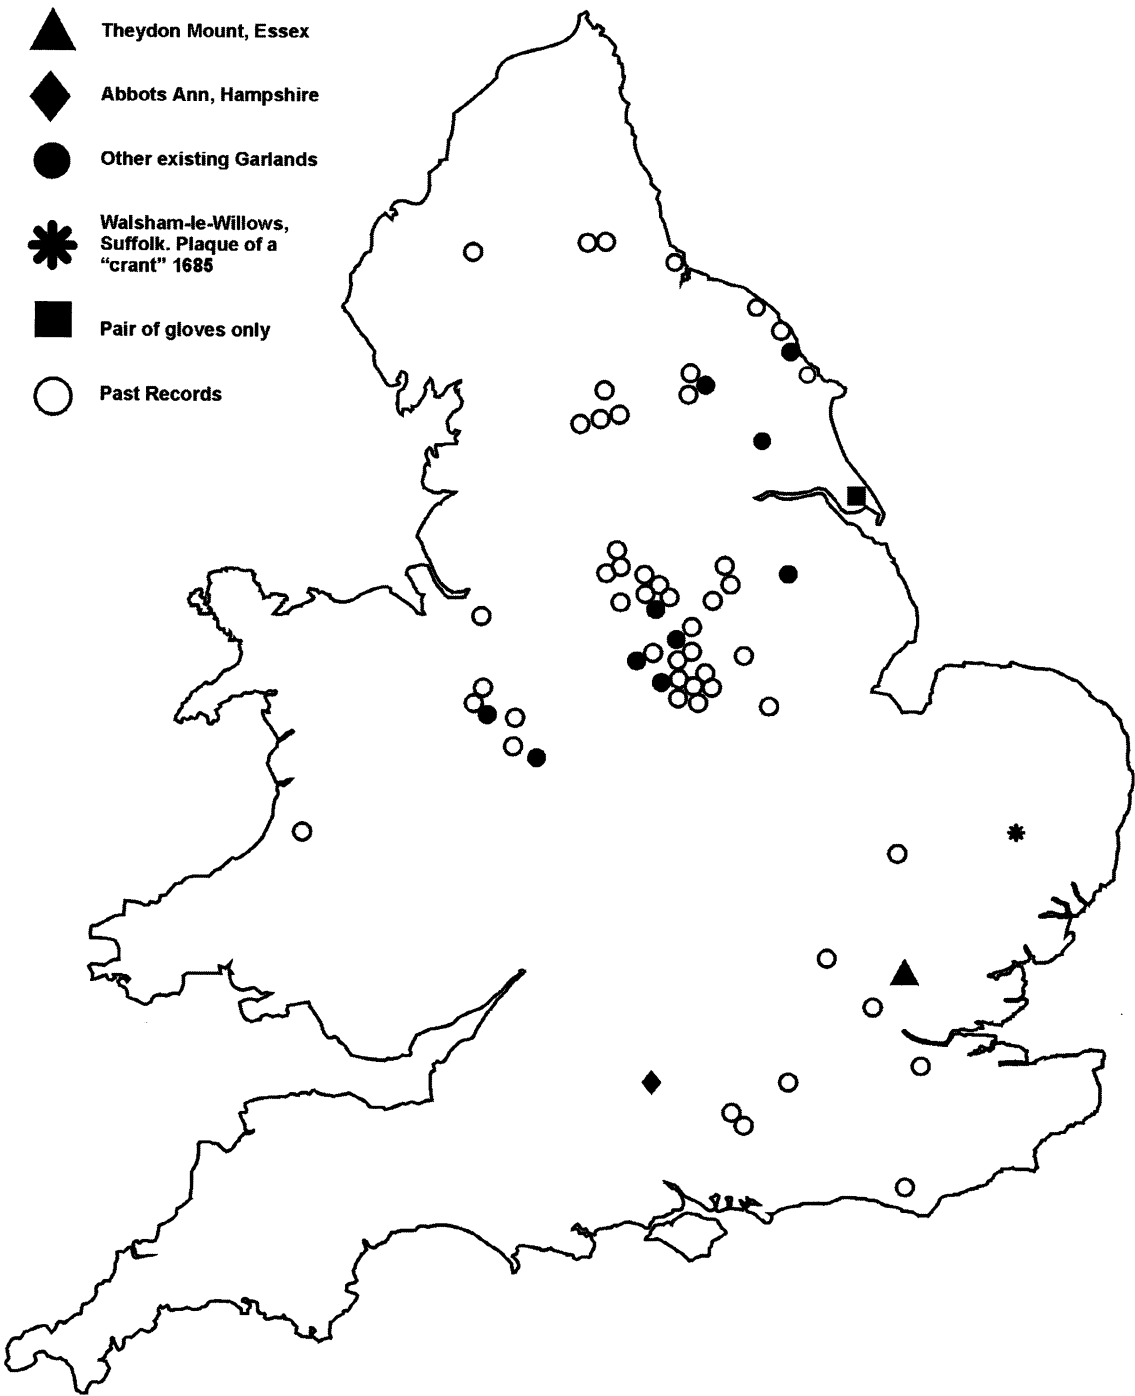 Theydon Mount, Essex
Abbots Ann, Hampshire
Other existing Garlands
Walsham-le-Willows,
Suffolk. Plaque of a
“crant” 1685
Pair of gloves only
Past Records